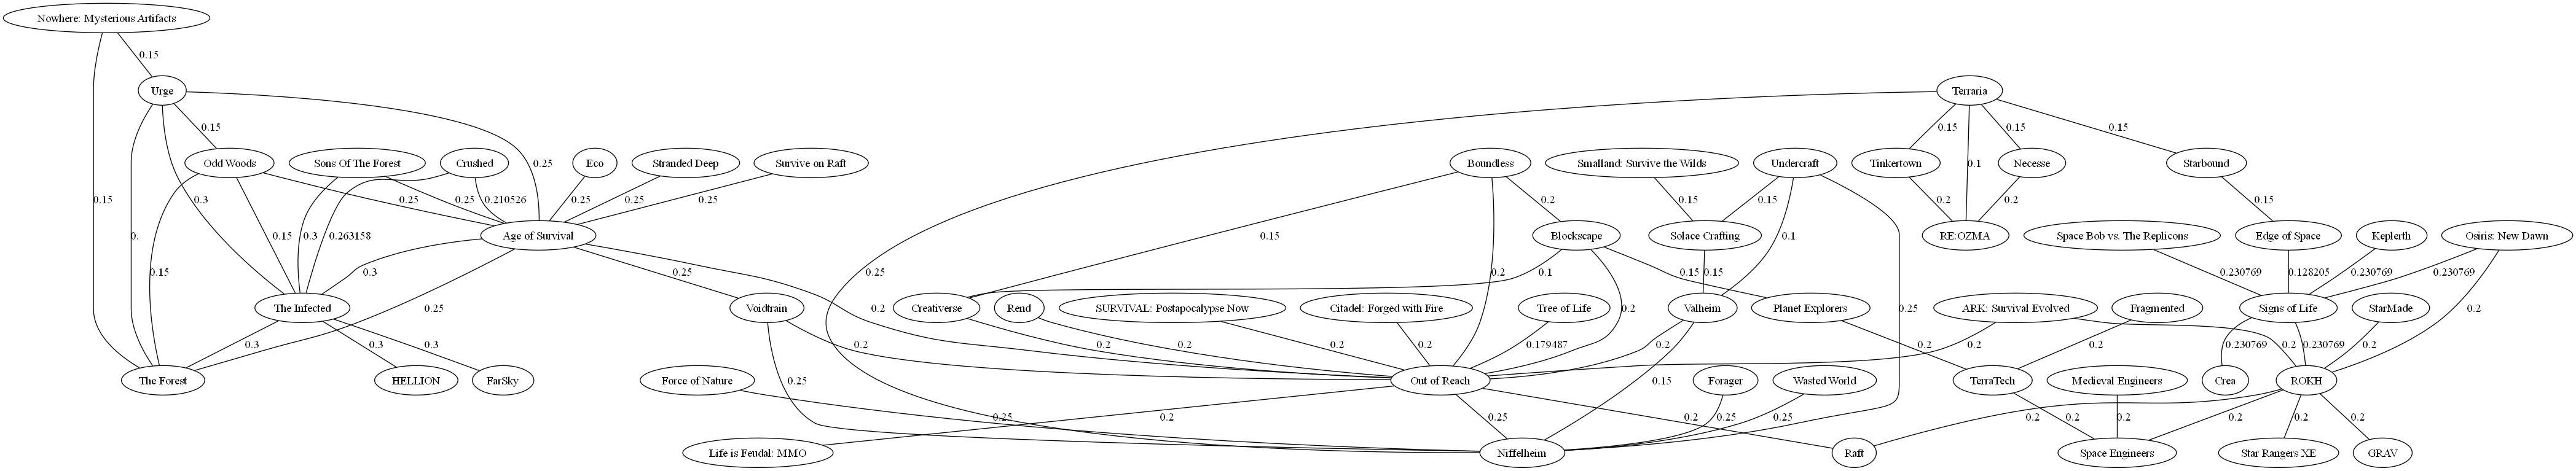 Nowhere: Mysterious Artifacts
0.15
Urge
Terraria
0.15
0.15
0.15
0.15
Odd Woods
Sons Of The Forest
Crushed
Eco
Stranded Deep
Survive on Raft
0.25
Boundless
Smalland: Survive the Wilds
Undercraft
Tinkertown
0.1
Necesse
Starbound
0.15
0.3
0.25
0.25
0.210526
0.25
0.25
0.25
0.2
0.15
0.15
0.2
0.2
0.15
0.
0.15
0.3
0.263158
Age of Survival
0.15
Blockscape
Solace Crafting
0.1
RE:OZMA
Space Bob vs. The Replicons
Edge of Space
Keplerth
Osiris: New Dawn
0.15
0.3
0.25
0.25
0.2
0.1
0.15
0.15
0.230769
0.128205
0.230769
0.230769
The Infected
0.25
Voidtrain
0.2
Creativerse
Rend
SURVIVAL: Postapocalypse Now
Citadel: Forged with Fire
Tree of Life
0.2
Valheim
Planet Explorers
0.25
ARK: Survival Evolved
Fragmented
Signs of Life
StarMade
0.2
0.3
0.3
0.3
0.2
0.2
0.2
0.2
0.2
0.179487
0.2
0.2
0.2
0.2
0.230769
0.2
0.230769
0.2
The Forest
HELLION
FarSky
Force of Nature
0.25
Out of Reach
0.15
Forager
Wasted World
TerraTech
Medieval Engineers
Crea
ROKH
0.25
0.2
0.25
0.2
0.25
0.25
0.2
0.2
0.2
0.2
0.2
0.2
Life is Feudal: MMO
Niffelheim
Raft
Space Engineers
Star Rangers XE
GRAV